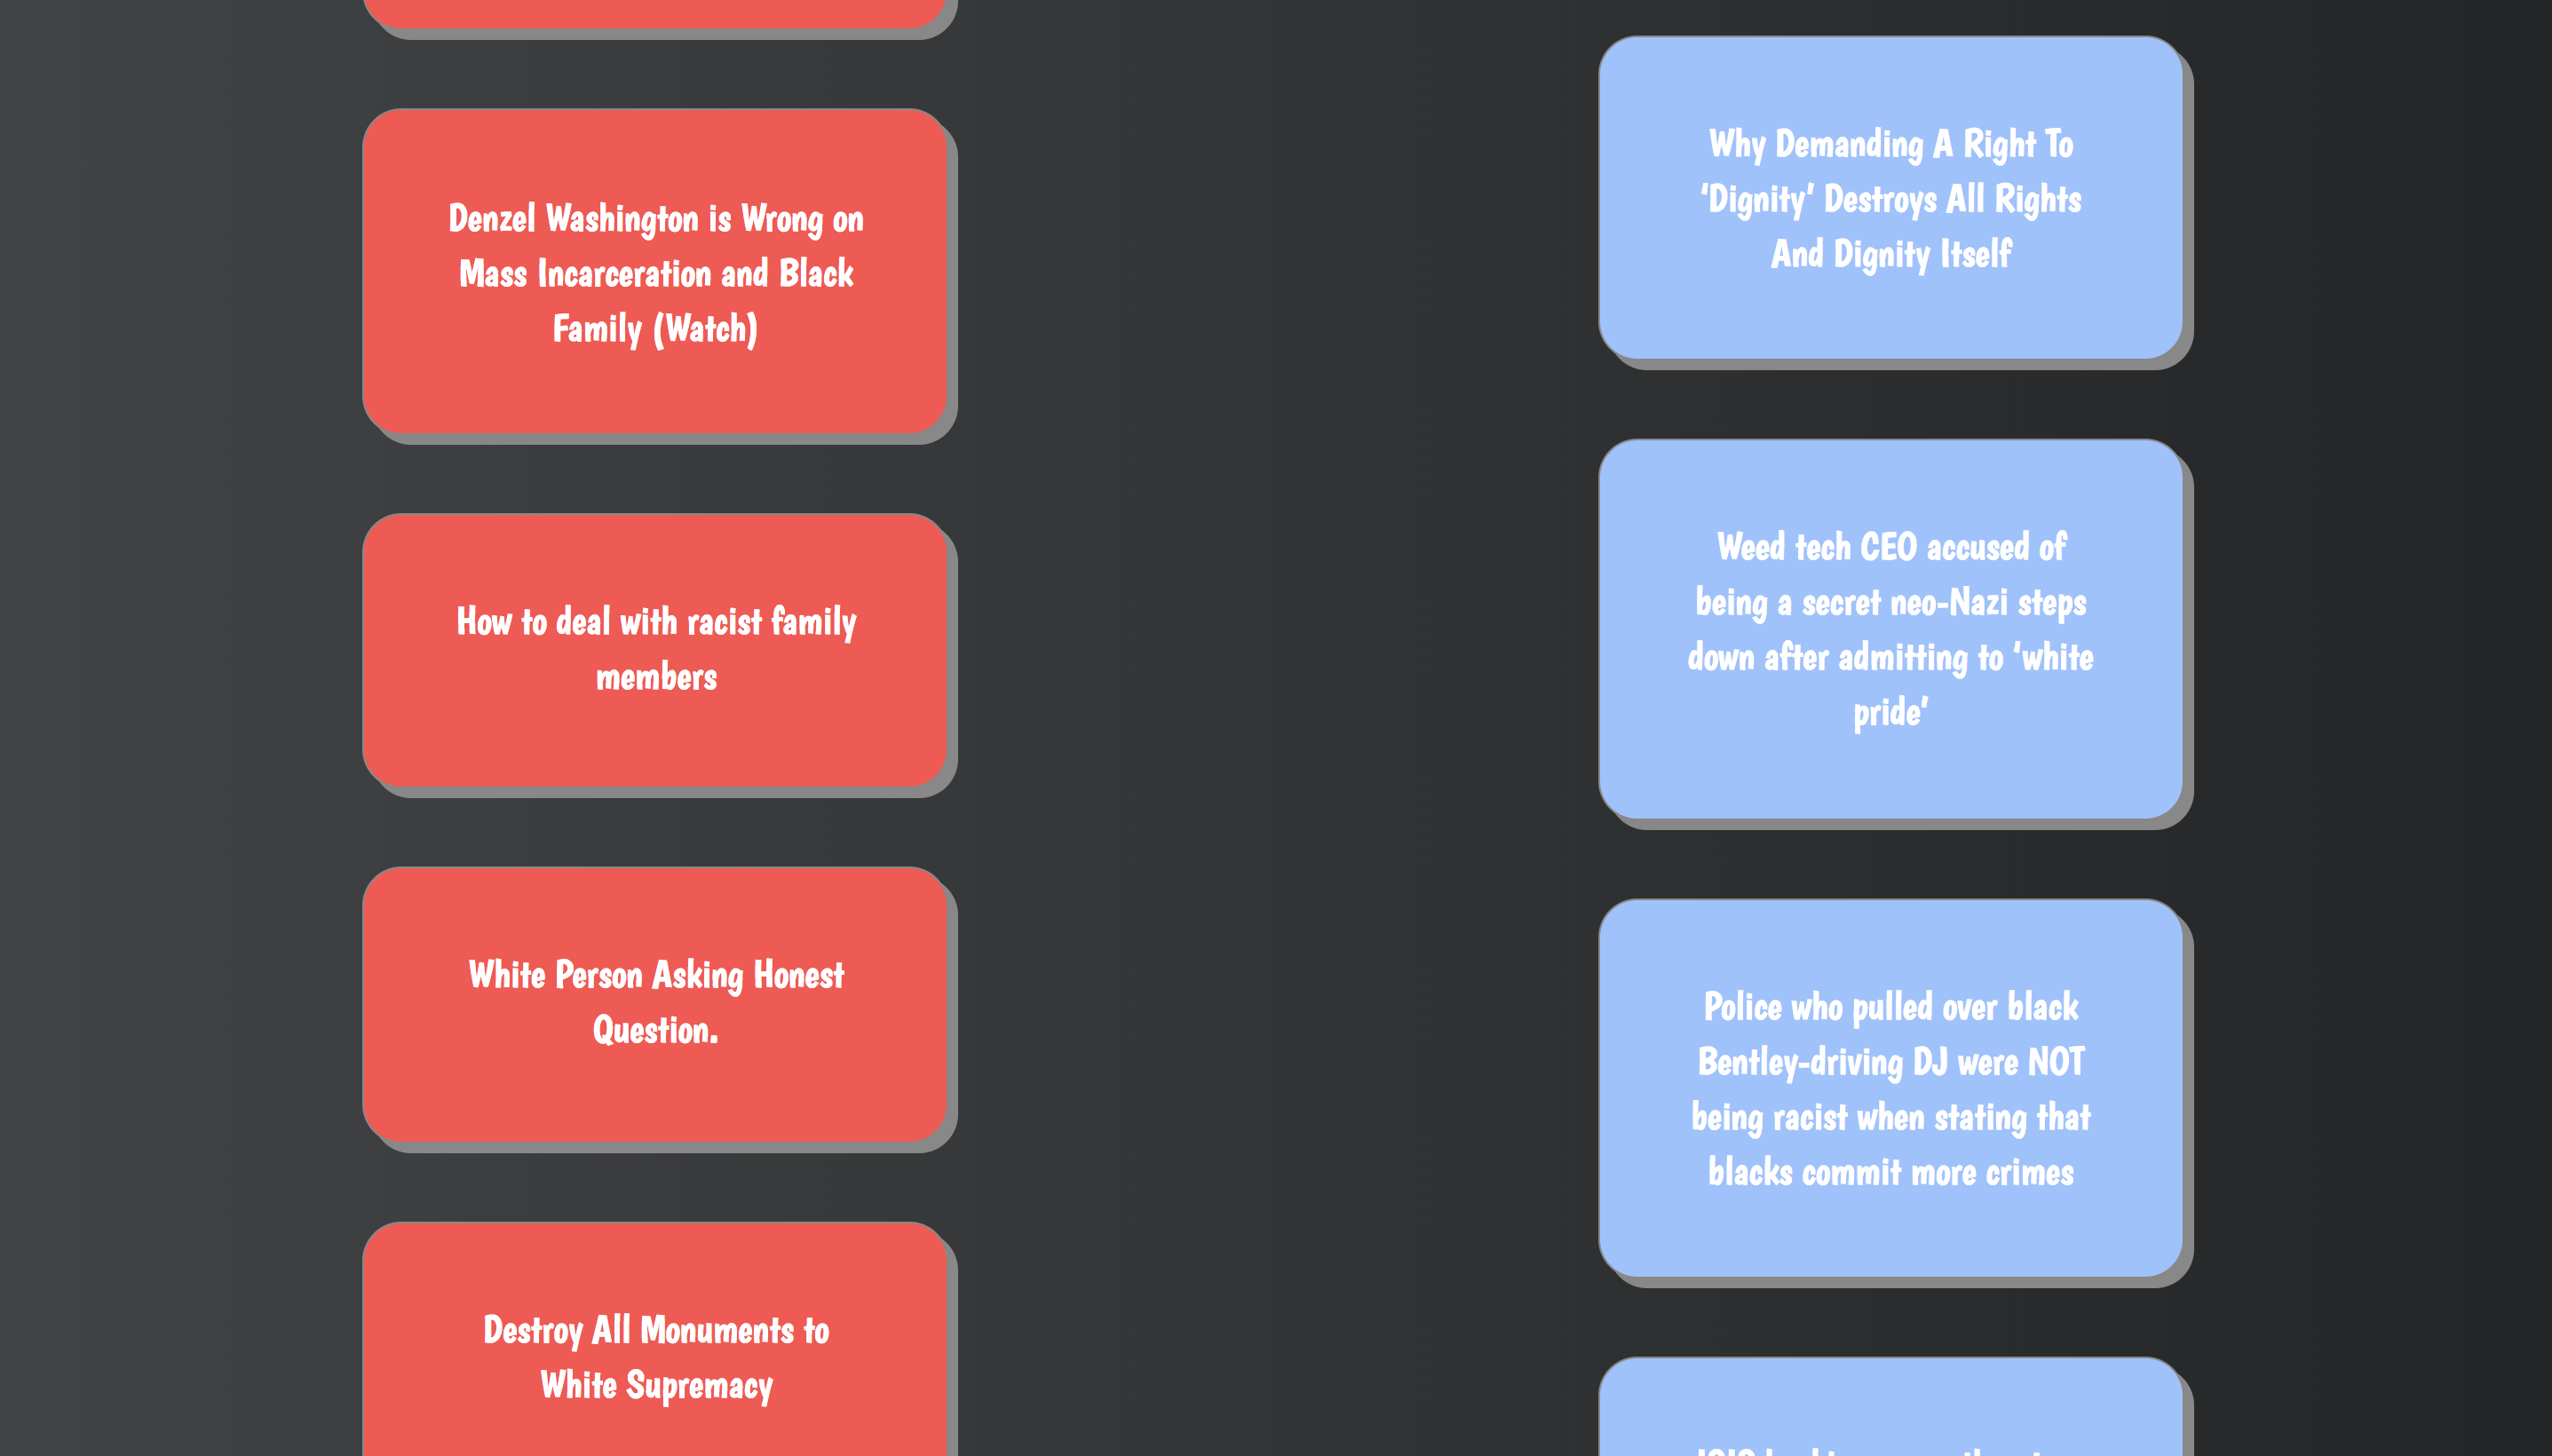 Denzel Washington is Wrong on
Mass Incarceration and Black
Family (Watch)
How to deal with racist family
members
White Person Asking Honest
Question.
Destroy All Monuments to
White Supremacy
Why Demanding A Right To
‘Dignity’ Destroys All Rights
And Dignity Itself
Weed tech CEO accused of
being a secret neo-Nazi steps
down after admitting to ‘white
pride’
Police who pulled over black
Bentley-driving DJ were NOT
being racist when stating that
blacks commit more crimes